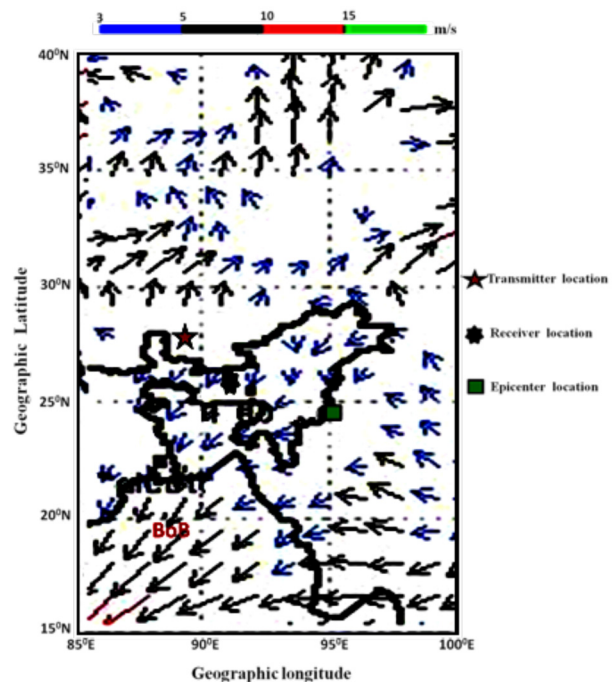 3 5 10 15
m/s
40⁰N
35⁰N
30⁰N
25⁰N
20⁰N
15⁰N
85⁰E 90⁰E 95⁰E 100⁰E
Geographic Latitude
Geographic longitude
BoB
Transmitter location
Receiver location
Epicenter location